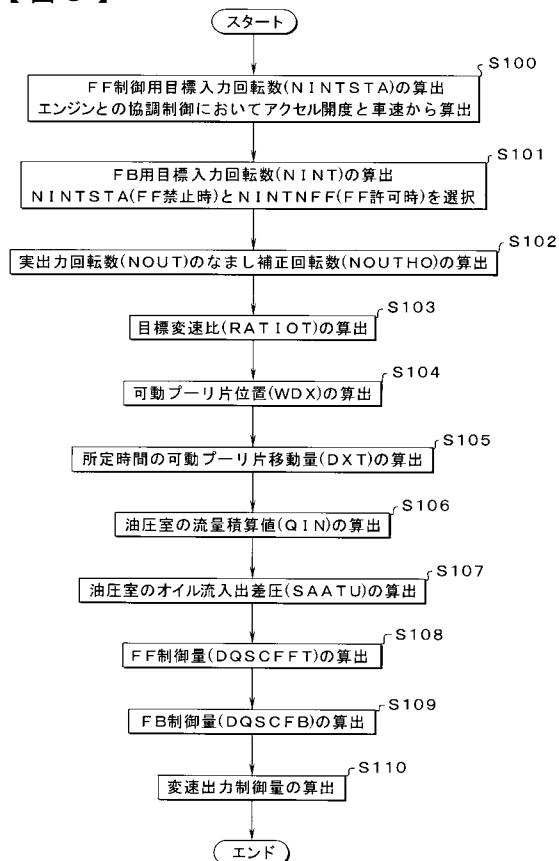 スタート
S100
FF制御用目標入力回転数(NINTSTA)の算出
エンジンとの協調制御においてアクセル開度と車速から算出
S101
FB用目標入力回転数(NINT)の算出
NINTSTA(FF禁止時)とNINTNFF(FF許可時)を選択
S102
実出力回転数(NOUT)のなまし補正回転数(NOUTHO)の算出
S103
目標変速比(RATIOT)の算出
S104
可動プーリ片位置(WDX)の算出
S105
所定時間の可動プーリ片移動量(DXT)の算出
S106
油圧室の流量積算値(QIN)の算出
S107
油圧室のオイル流入出差圧(SAATU)の算出
S108
FF制御量(DQSCFFT)の算出
S109
FB制御量(DQSCFB)の算出
S110
変速出力制御量の算出
エンド